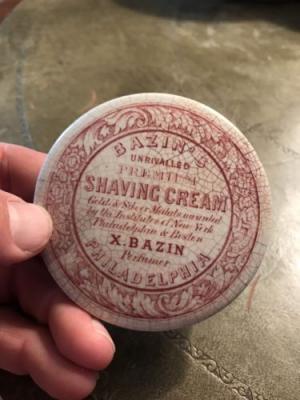 BAZIN'S
UNRIVALLED
PREMIUM
SHAVING CREAM
Gold & Silver Medals awarded
by the Institutes of New York
Philadelphia & Boston
X. BAZIN
Perfumer
PHILADELPHIA